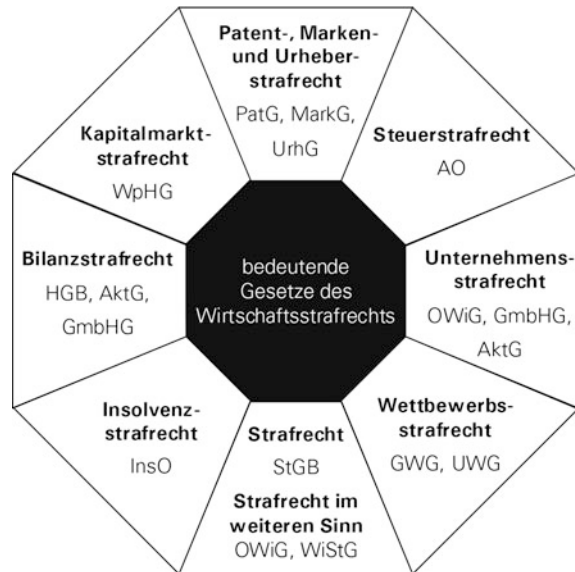 Patent-, Marken-
und Urheber-
strafrecht
PatG, MarkG,
UrhG
Steuerstrafrecht
AO
Unternehmens-
strafrecht
OWiG, GmbHG,
AktG
Wettbewerbs-
strafrecht
GWG, UWG
Strafrecht
StGB
Strafrecht im
weiteren Sinn
OWiG, WiStG
Insolvenz-
strafrecht
InsO
Bilanzstrafrecht
HGB, AktG,
GmbHG
Kapitalmarkt-
strafrecht
WpHG
bedeutende
Gesetze des
Wirtschaftsstrafrechts